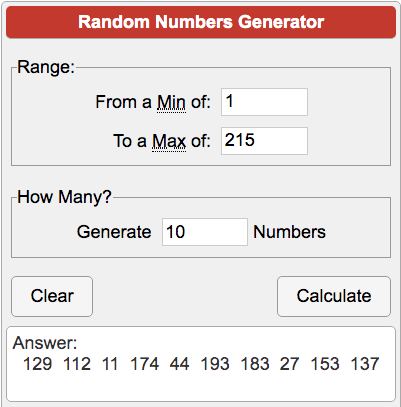 Random Numbers Generator
Range:
From a Min of: 1
To a Max of: 215
How Many?
Generate 10 Numbers
Clear Calculate
Answer:
129 112 11 174 44 193 183 27 153 137